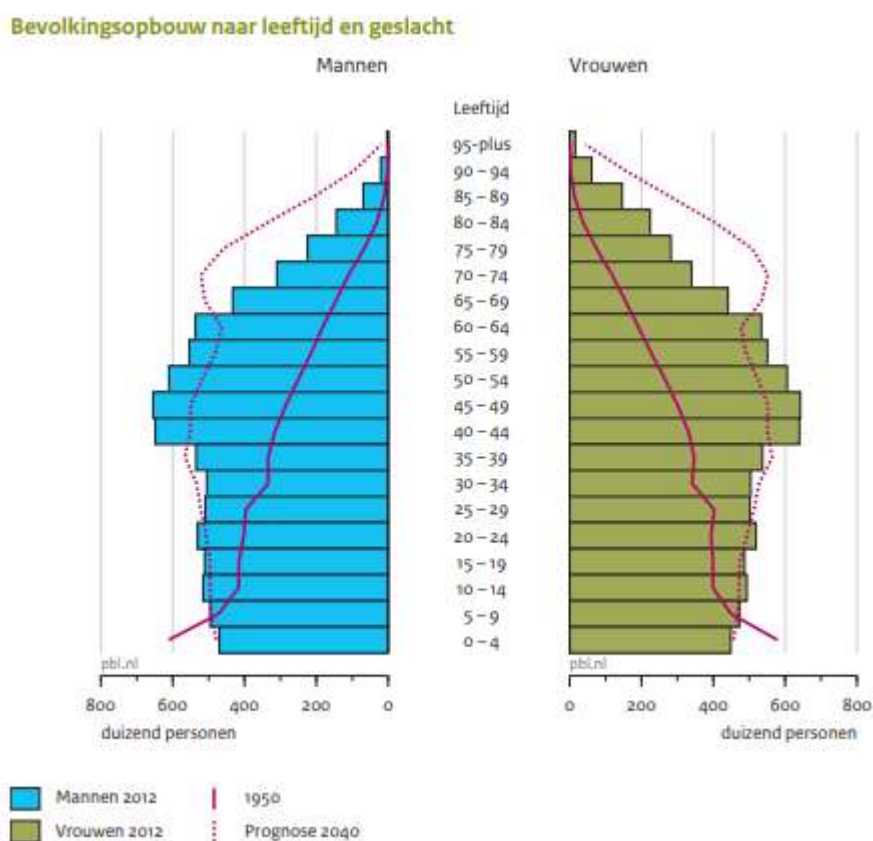 Bevolkingsopbouw naar leeftijd en geslacht
Mannen
Vrouwen
Leeftijd
95-plus
90 – 94
85 – 89
80 – 84
75 – 79
70 – 74
65 – 69
60 – 64
55 – 59
50 – 54
45 – 49
40 – 44
35 – 39
30 – 34
25 – 29
20 – 24
15 – 19
10 – 14
5 – 9
0 – 4
pbl.nl
pbl.nl
800 600 400 200 0
0 200 400 600 800
duizend personen
duizend personen
Mannen 2012
1950
Vrouwen 2012
Prognose 2040